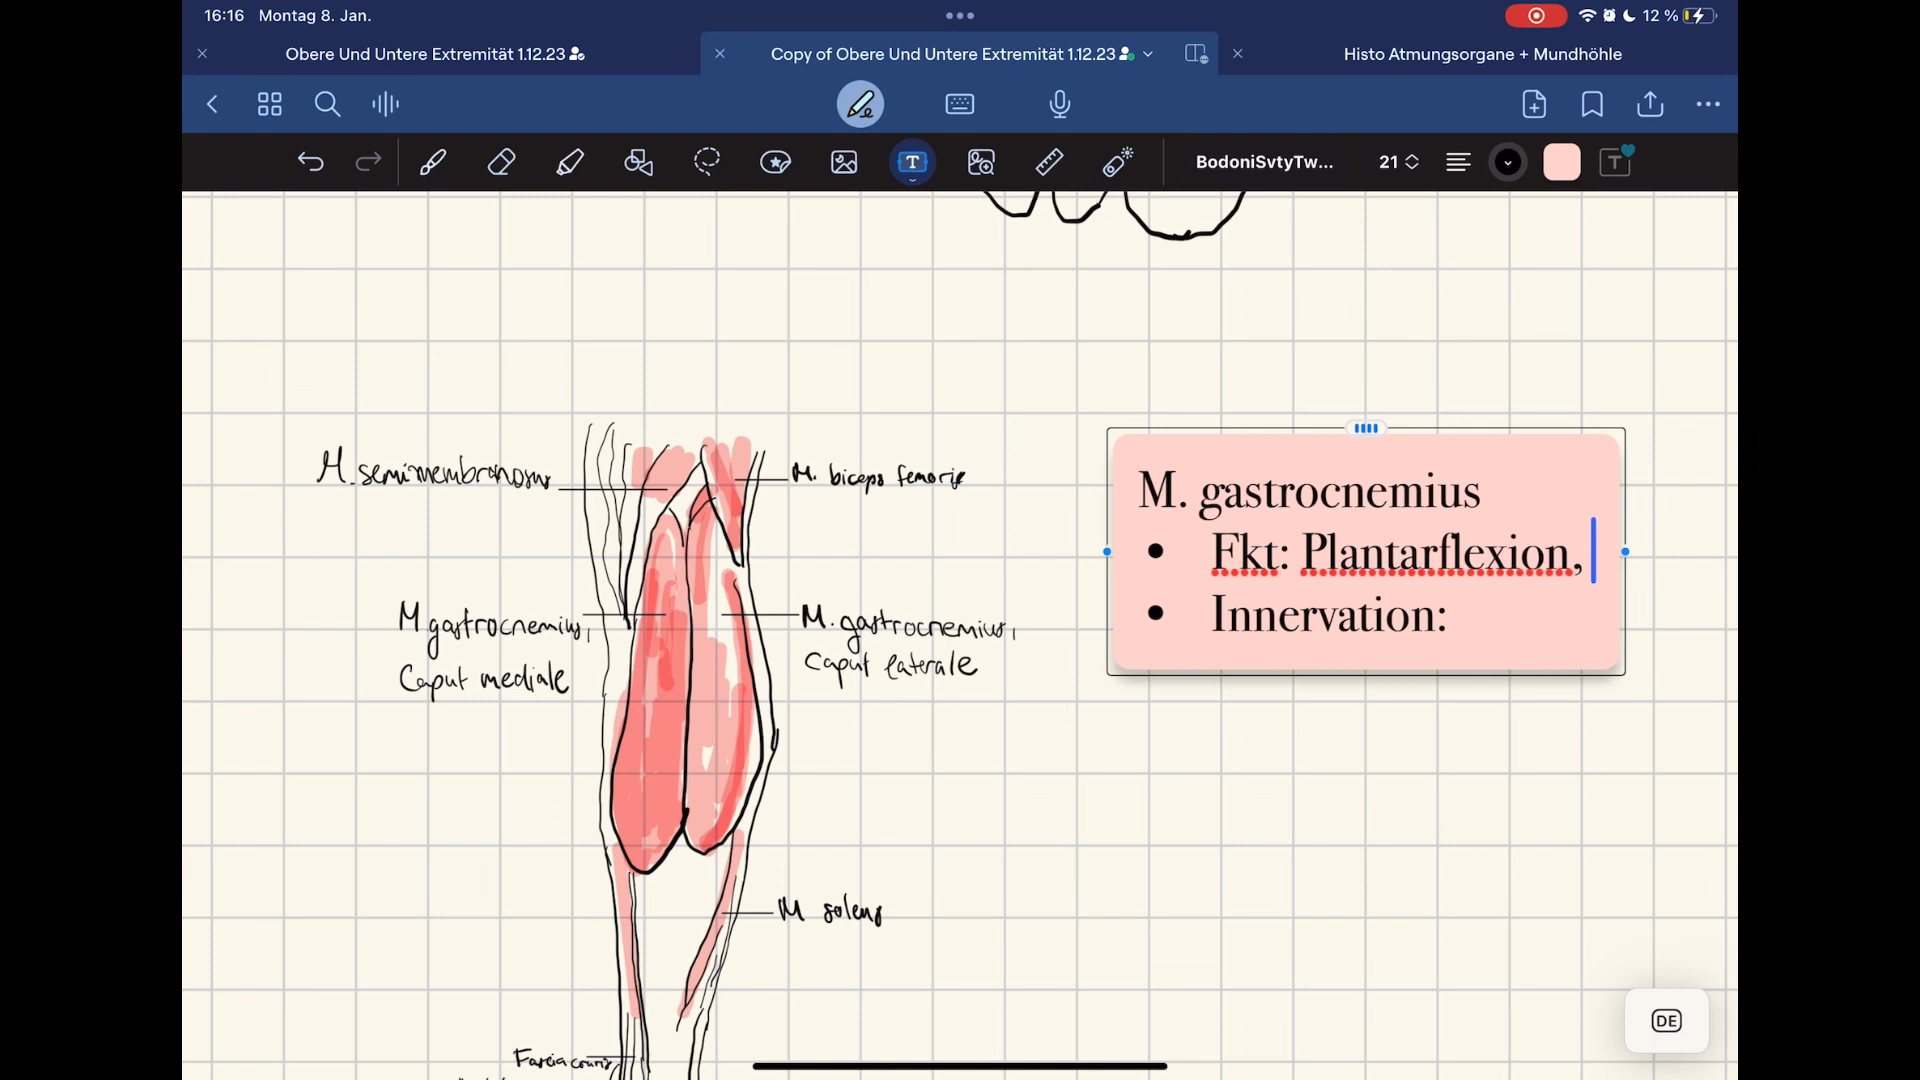 16:16 Montag 8. Jan.
12 %
Obere Und Untere Extremität 1.12.23
Copy of Obere Und Untere Extremität 1.12.23
Histo Atmungsorgane + Mundhöhle
BodoniSvtyTw...
21
M. semimembranosus
M. biceps femoris
M. gastrocnemius
Fkt: Plantarflexion,
Innervation:
M gastrocnemius,
Caput mediale
M. gastrocnemius,
Caput laterale
M soleus
Fascia cruris
DE